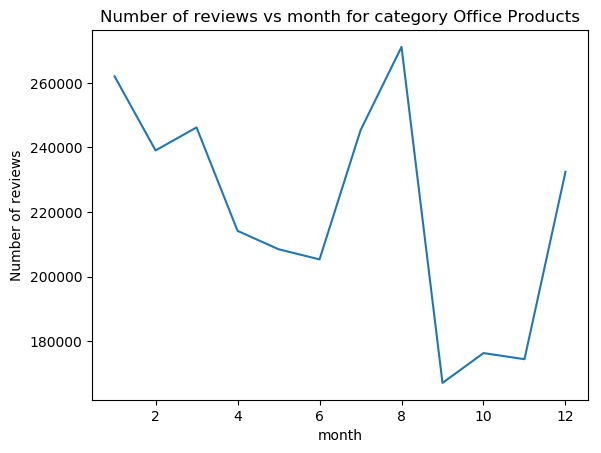 Number of reviews vs month for category Office Products
Number of reviews
260000
240000
220000
200000
180000
2 4 6 8 10 12
month